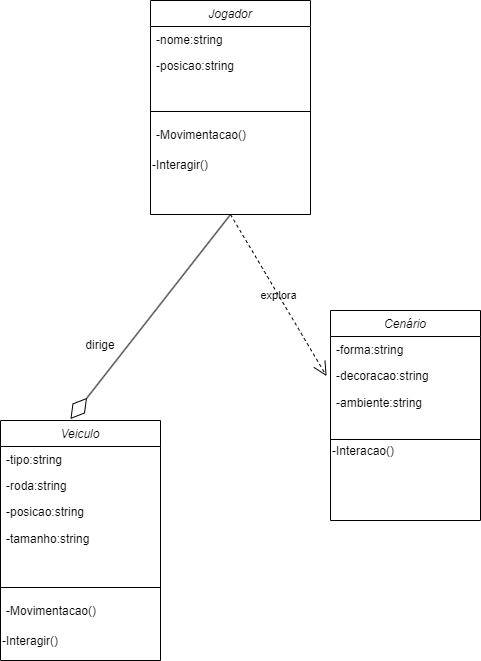 Jogador
-nome:string
-posicao:string
-Movimentacao()
-Interagir()
dirige
explora
Cenário
-forma:string
-decoracao:string
-ambiente:string
-Interacao()
Veiculo
-tipo:string
-roda:string
-posicao:string
-tamanho:string
-Movimentacao()
-Interagir()